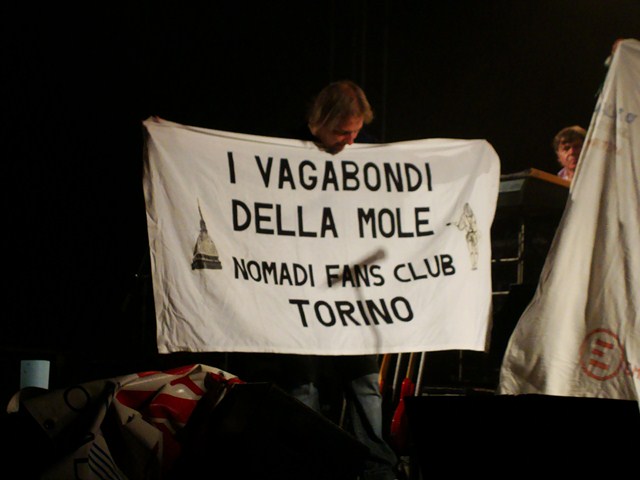 I VAGABONDI
DELLA MOLE
NOMADI FANS CLUB
TORINO
E